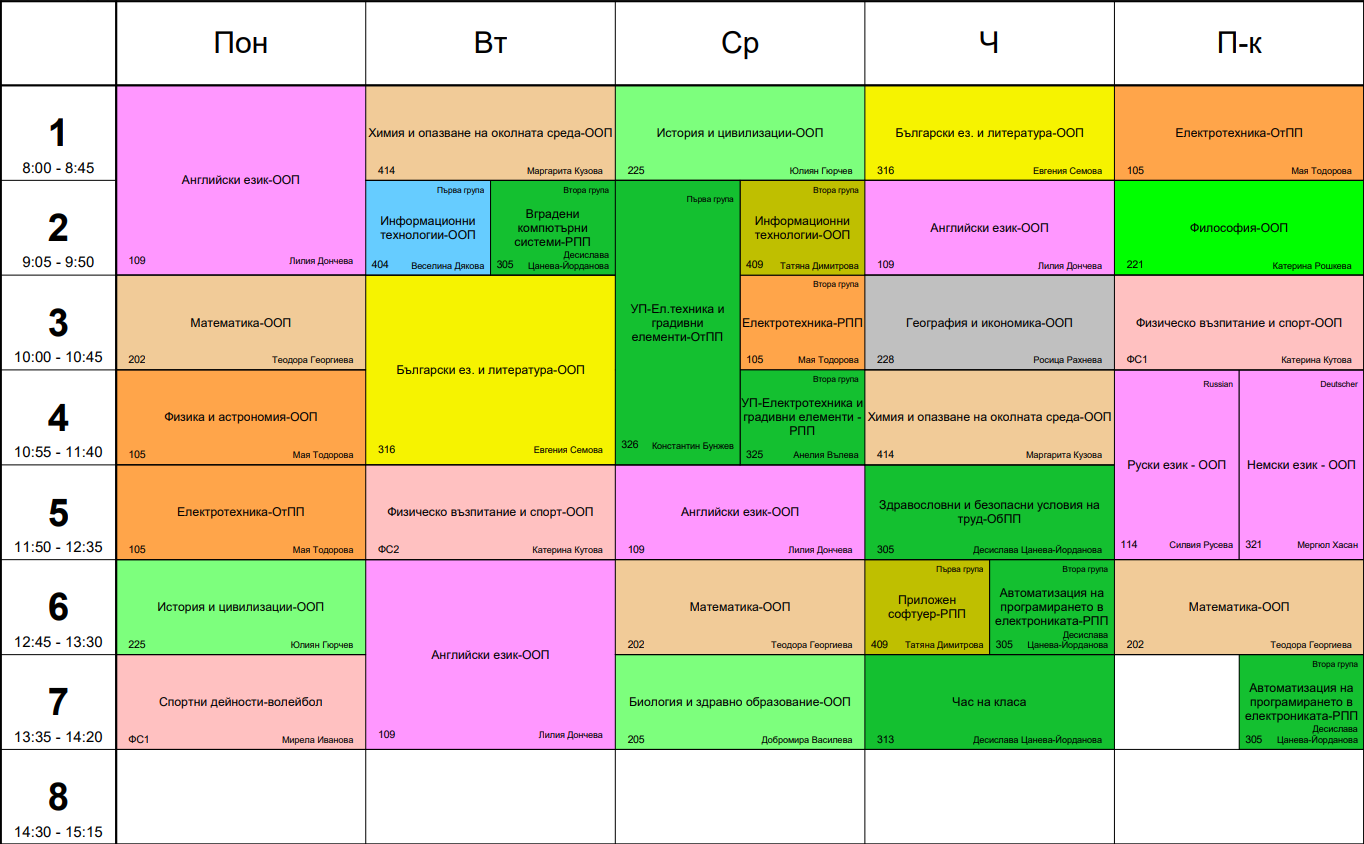 Пон
Вт
Ср
Ч
П-к
1
8:00 - 8:45
Английски език-ООП
109
Лилия Дончева
Химия и опазване на околната среда-ООП
414
Маргарита Кузова
История и цивилизации-ООП
225
Юлиян Гюрчев
Български ез. и литература-ООП
316
Евгения Семова
Електротехника-ОтПП
105
Мая Тодорова
2
9:05 - 9:50
Първа група
Информационни
технологии-ООП
404
Веселина Дякова
Втора група
Вградени
компютърни
системи-РПП
305
Десислава
Цанева-Йорданова
Първа група
УП-Ел.техника и
градивни
елементи-ОтПП
326
Константин Бунжев
Втора група
Информационни
технологии-ООП
409
Татяна Димитрова
Английски език-ООП
109
Лилия Дончева
Философия-ООП
221
Катерина Рошкева
3
10:00 - 10:45
Математика-ООП
202
Теодора Георгиева
Български ез. и литература-ООП
316
Евгения Семова
Втора група
Електротехника-РПП
105
Мая Тодорова
География и икономика-ООП
228
Росица Рахнева
Физическо възпитание и спорт-ООП
ФС1
Катерина Кутова
4
10:55 - 11:40
Физика и астрономия-ООП
105
Мая Тодорова
Втора група
УП-Електротехника и
градивни елементи -
РПП
325
Анелия Вълева
Химия и опазване на околната среда-ООП
414
Маргарита Кузова
Russian
Руски език - ООП
114
Силвия Русева
Deutscher
Немски език - ООП
321
Мергюл Хасан
5
11:50 - 12:35
Електротехника-ОтПП
105
Мая Тодорова
Физическо възпитание и спорт-ООП
ФС2
Катерина Кутова
Английски език-ООП
109
Лилия Дончева
Здравословни и безопасни условия на
труд-ОбПП
305
Десислава Цанева-Йорданова
6
12:45 - 13:30
История и цивилизации-ООП
225
Юлиян Гюрчев
Английски език-ООП
109
Лилия Дончева
Математика-ООП
202
Теодора Георгиева
Първа група
Приложен
софтуер-РПП
409
Татяна Димитрова
Втора група
Автоматизация на
програмирането в
електрониката-РПП
305
Десислава
Цанева-Йорданова
Математика-ООП
202
Теодора Георгиева
7
13:35 - 14:20
Спортни дейности-волейбол
ФС1
Мирела Иванова
Биология и здравно образование-ООП
205
Добромира Василева
Час на класа
313
Десислава Цанева-Йорданова
Втора група
Автоматизация на
програмирането в
електрониката-РПП
305
Десислава
Цанева-Йорданова
8
14:30 - 15:15